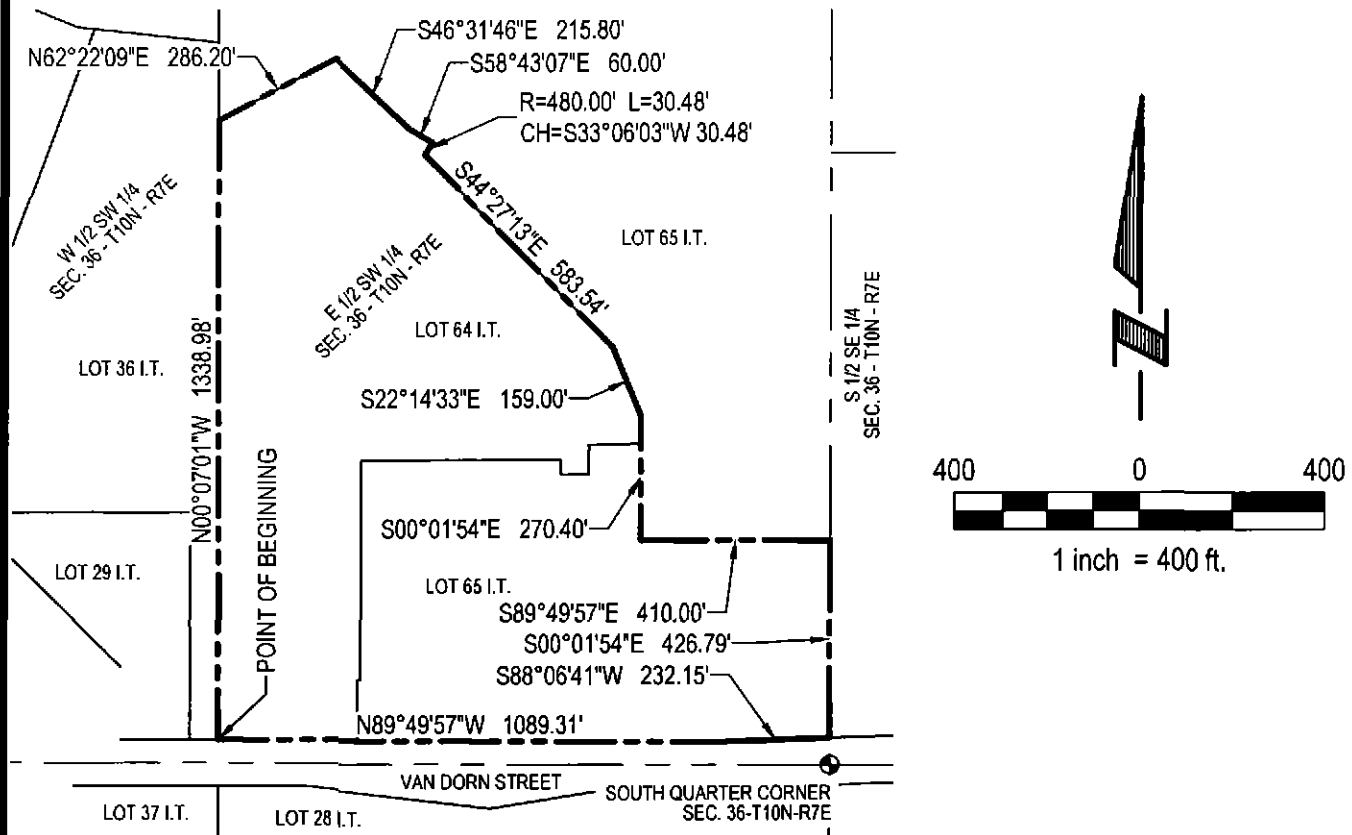 S46°31'46"E 215.80'
N62°22'09"E 286.20'
S58°43'07"E 60.00'
R=480.00' L=30.48'
CH=S33°06'03"W 30.48'
S44°27'13"E 583.54'
W 1/2 SW 1/4
SEC. 36 - T10N - R7E
E 1/2 SW 1/4
SEC. 36 - T10N - R7E
LOT 65 I.T.
LOT 64 I.T.
S 1/2 SE 1/4
SEC. 36 - T10N - R7E
LOT 36 I.T.
N00°07'01"W 1338.98'
S22°14'33"E 159.00'
POINT OF BEGINNING
400 0 400
1 inch = 400 ft.
S00°01'54"E 270.40'
LOT 29 I.T.
LOT 65 I.T.
S89°49'57"E 410.00'
S00°01'54"E 426.79'
S88°06'41"W 232.15'
N89°49'57"W 1089.31'
VAN DORN STREET
SOUTH QUARTER CORNER
SEC. 36-T10N-R7E
LOT 37 I.T.
LOT 28 I.T.